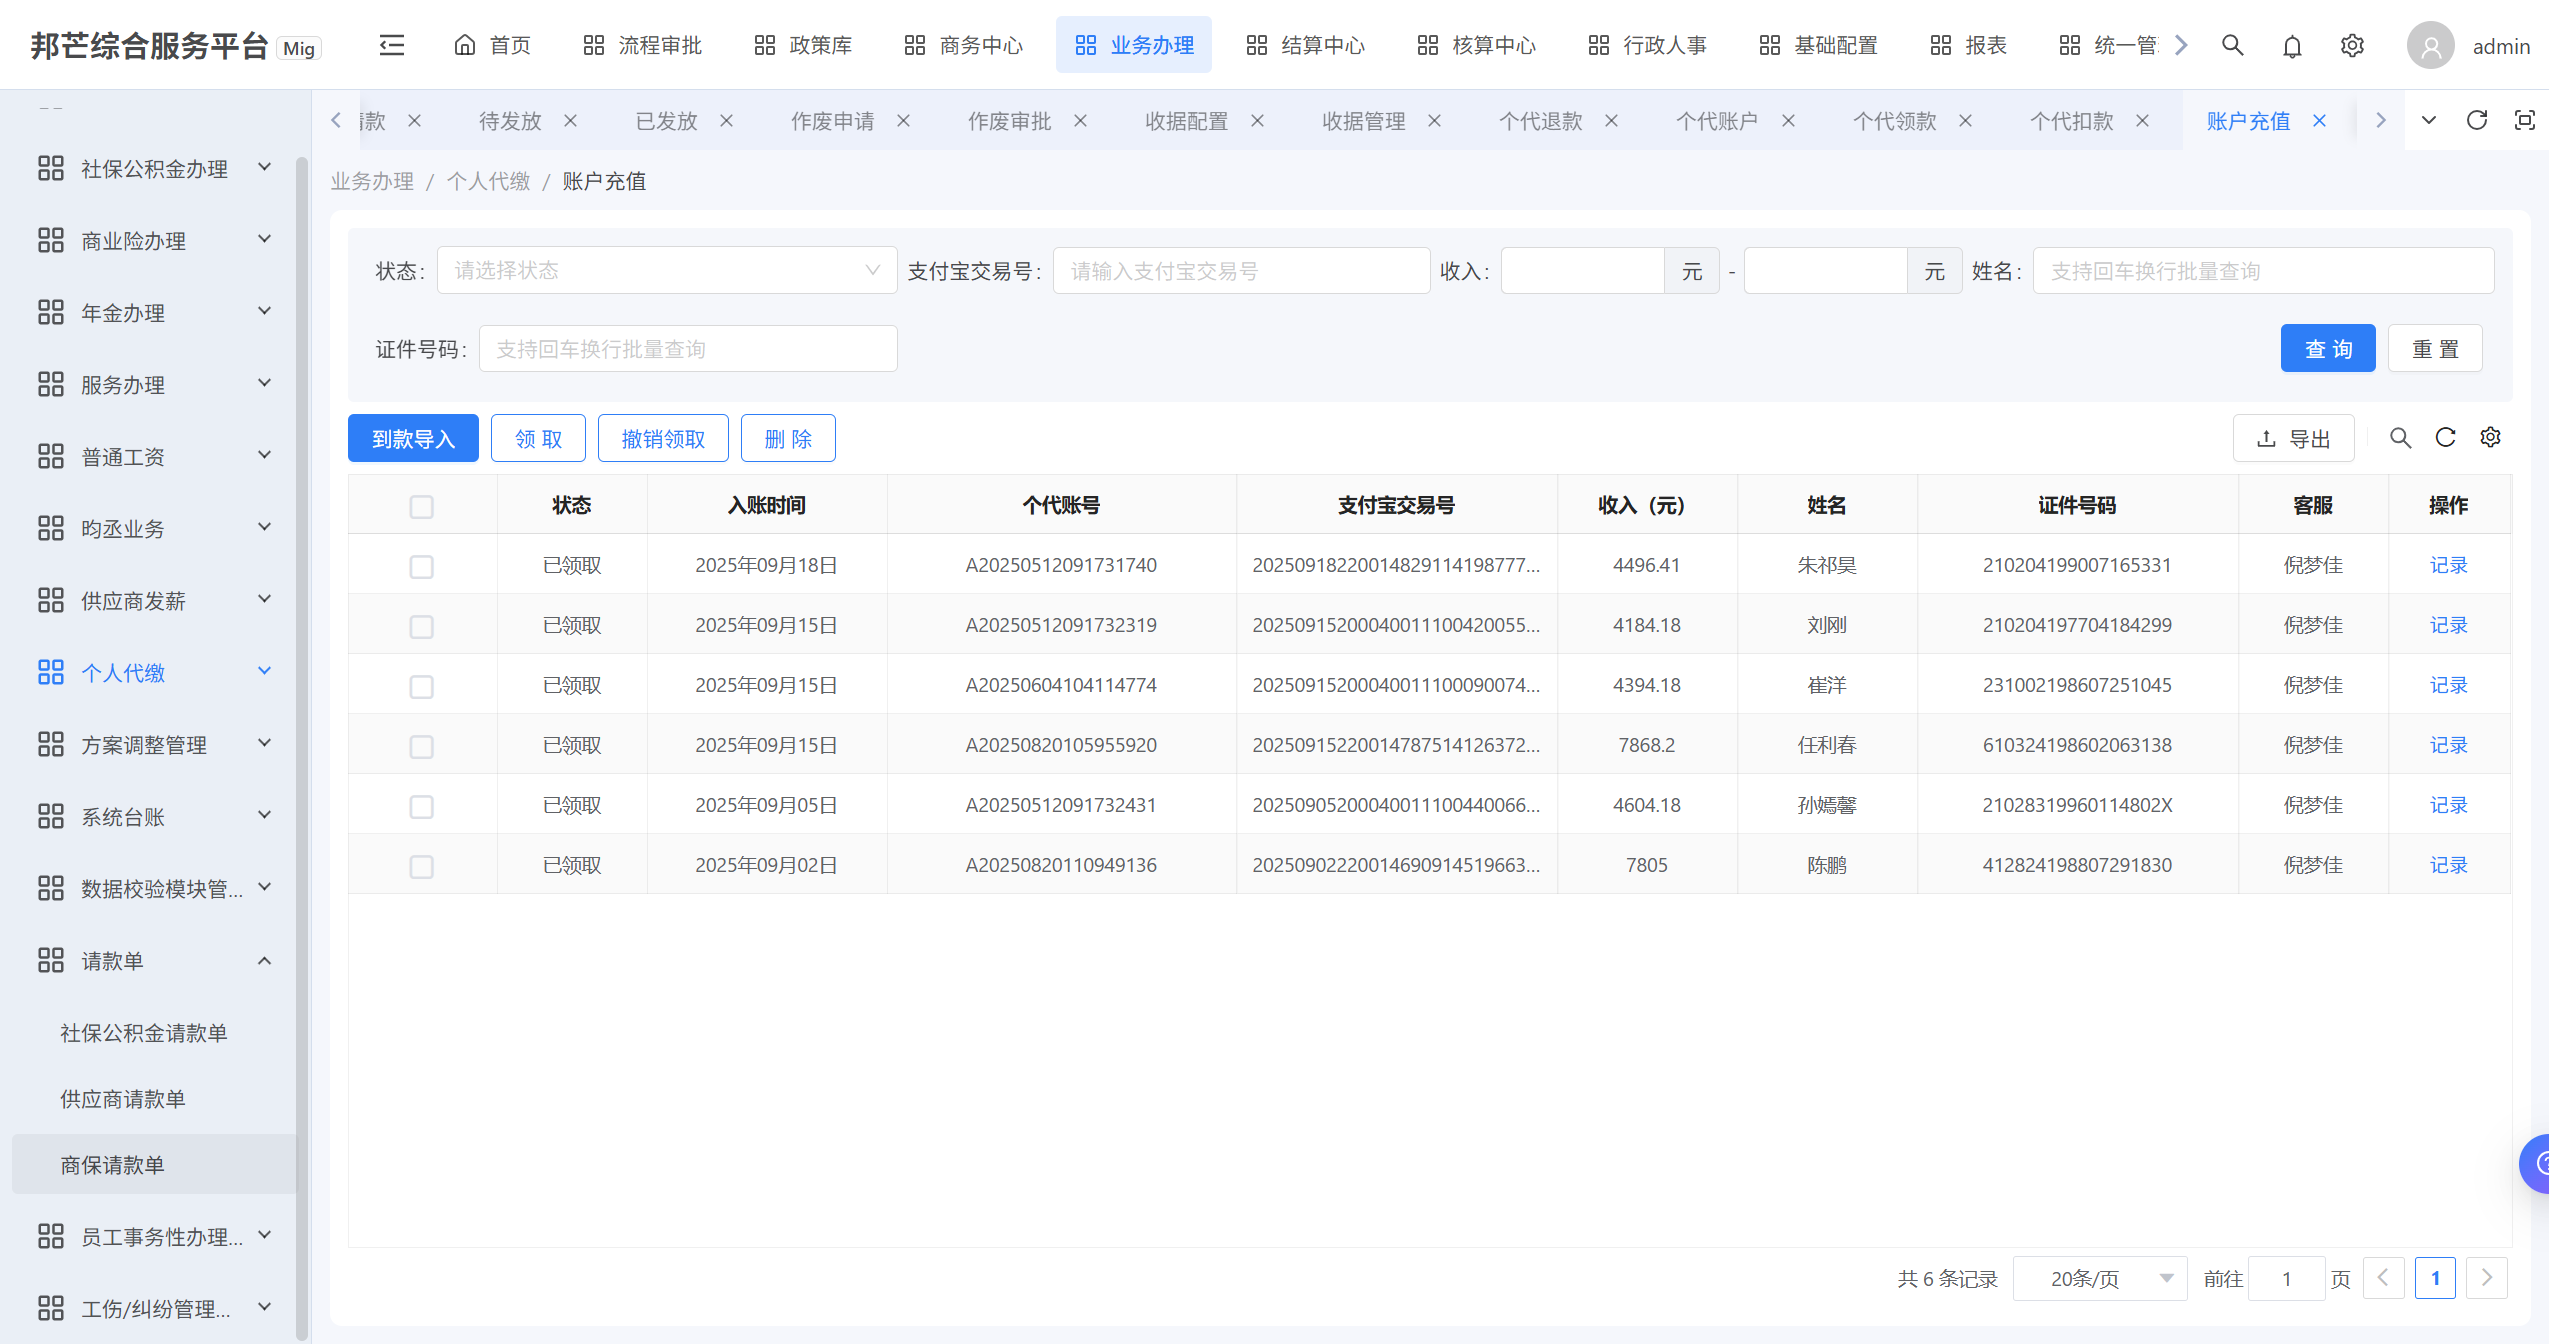 邦芒综合服务平台 Mig 首页 流程审批 政策库 商务中心 业务办理 结算中心 核算中心 行政人事 基础配置 报表 统一管 admin
款 待发放 已发放 作废申请 作废审批 收据配置 收据管理 个代退款 个代账户 个代领款 个代扣款 账户充值
业务办理 / 个人代缴 / 账户充值
社保公积金办理
商业险办理
年金办理
服务办理
普通工资
昀丞业务
供应商发薪
个人代缴
方案调整管理
系统台账
数据校验模块管...
请款单
社保公积金请款单
供应商请款单
商保请款单
员工事务性办理...
工伤/纠纷管理...
状态: 请选择状态 支付宝交易号: 请输入支付宝交易号 收入: 元 - 元 姓名: 支持回车换行批量查询
证件号码: 支持回车换行批量查询 查 询 重 置
到款导入 领 取 撤销领取 删 除 导出
状态 入账时间 个代账号 支付宝交易号 收入（元） 姓名 证件号码 客服 操作
已领取 2025年09月18日 A20250512091731740 20250918220014829114198777... 4496.41 朱祁昊 210204199007165331 倪梦佳 记录
已领取 2025年09月15日 A20250512091732319 20250915200040011100420055... 4184.18 刘刚 210204197704184299 倪梦佳 记录
已领取 2025年09月15日 A20250604104114774 20250915200040011100090074... 4394.18 崔洋 231002198607251045 倪梦佳 记录
已领取 2025年09月15日 A20250820105955920 20250915220014787514126372... 7868.2 任利春 610324198602063138 倪梦佳 记录
已领取 2025年09月05日 A20250512091732431 20250905200040011100440066... 4604.18 孙嫣馨 21028319960114802X 倪梦佳 记录
已领取 2025年09月02日 A20250820110949136 20250902220014690914519663... 7805 陈鹏 412824198807291830 倪梦佳 记录
共 6 条记录 20条/页 前往 1 页 1